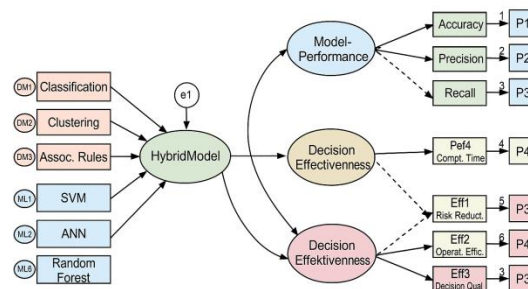 DM1
Classification
DM2
Clustering
DM3
Assoc. Rules
ML1
SVM
ML2
ANN
ML6
Random
Forest
e1
HybridModel
Model-
Performance
Decision
Effectivenness
Decision
Effektivenness
Accuracy
1
P1
Precision
2
P2
Recall
3
P3
Pef4
Compt. Time
4
P4
Eff1
Risk Reduct.
5
P3
Eff2
Operat. Effic.
6
P4
Eff3
Decision Qual
3
P3